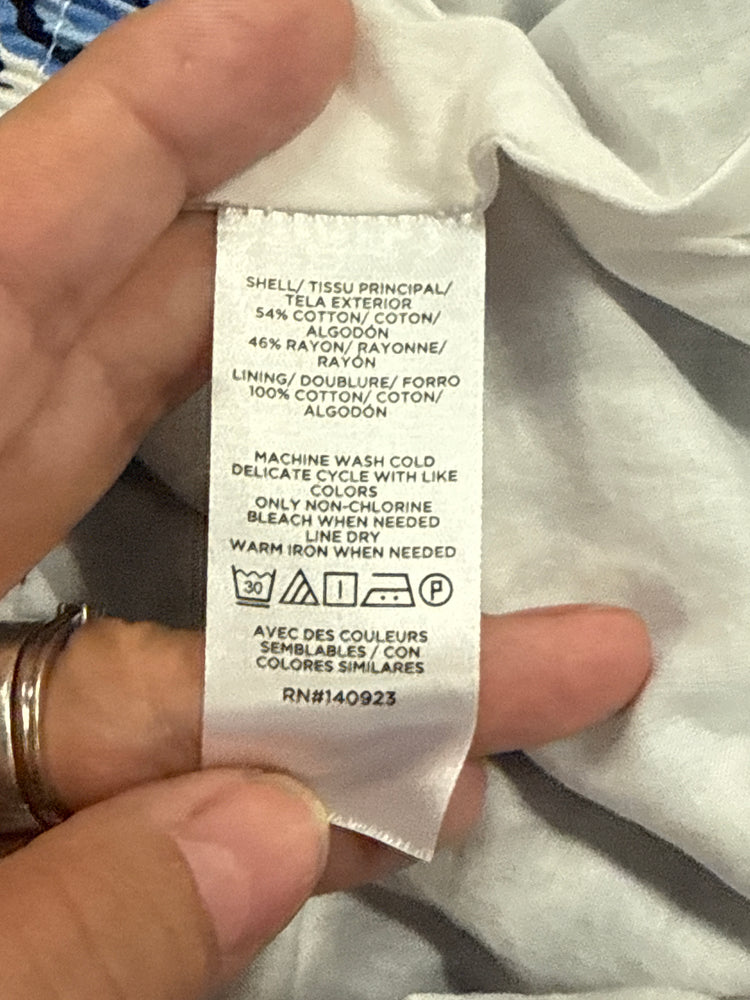 SHELL/ TISSU PRINCIPAL/
TELA EXTERIOR
54% COTTON/ COTON/
ALGODÓN
46% RAYON/ RAYONNE/
RAYÓN
LINING/ DOUBLURE/ FORRO
100% COTTON/ COTON/
ALGODÓN
MACHINE WASH COLD
DELICATE CYCLE WITH LIKE
COLORS
ONLY NON-CHLORINE
BLEACH WHEN NEEDED
LINE DRY
WARM IRON WHEN NEEDED
30 P
AVEC DES COULEURS
SEMBLABLES / CON
COLORES SIMILARES
RN#140923